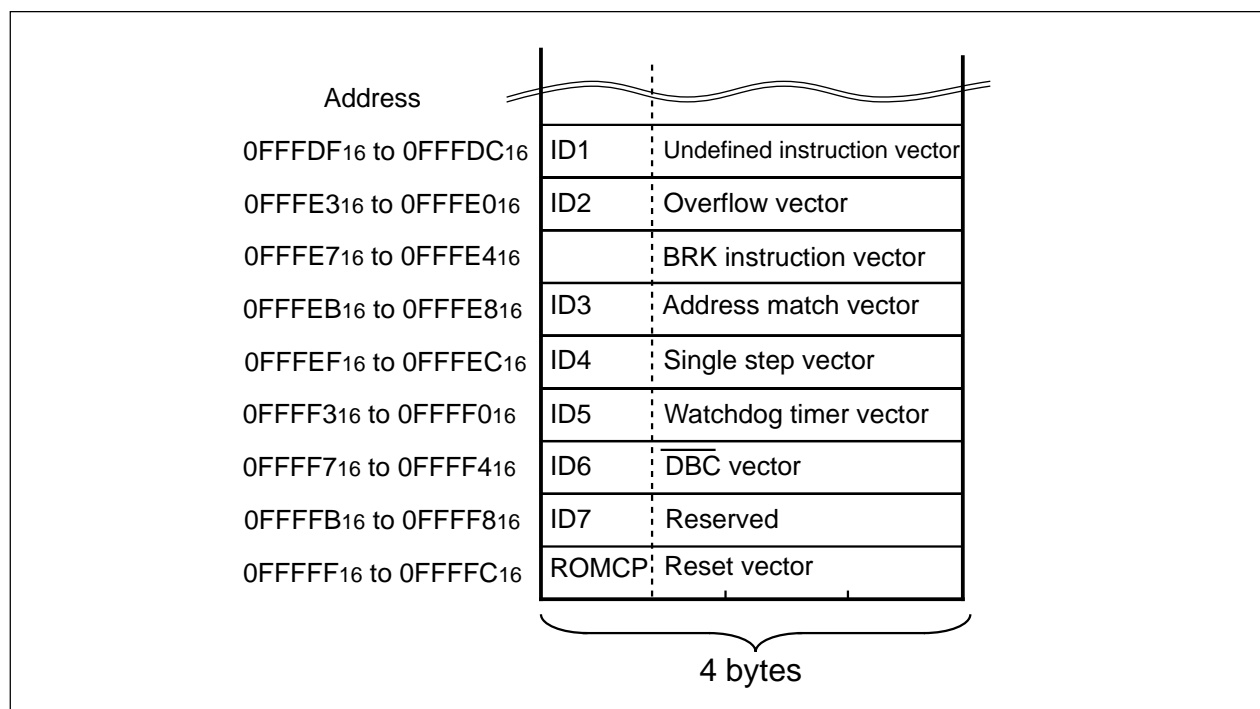 Address
0FFFDF16 to 0FFFDC16 ID1 Undefined instruction vector
0FFFE316 to 0FFFE016 ID2 Overflow vector
0FFFE716 to 0FFFE416 BRK instruction vector
0FFFEB16 to 0FFFE816 ID3 Address match vector
0FFFEF16 to 0FFFEC16 ID4 Single step vector
0FFFF316 to 0FFFF016 ID5 Watchdog timer vector
0FFFF716 to 0FFFF416 ID6 D̅B̅C̅ vector
0FFFFB16 to 0FFFF816 ID7 Reserved
0FFFFF16 to 0FFFFC16 ROMCP Reset vector
4 bytes